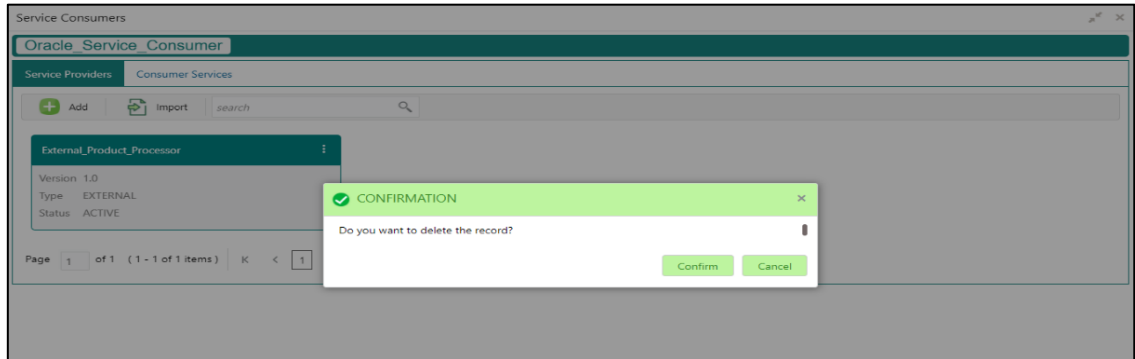 Service Consumers
Oracle_Service_Consumer
Service Providers Consumer Services
Add Import search
External_Product_Processor
Version 1.0
Type EXTERNAL
Status ACTIVE
CONFIRMATION
Do you want to delete the record?
Confirm Cancel
Page 1 of 1 (1 - 1 of 1 items) K < 1